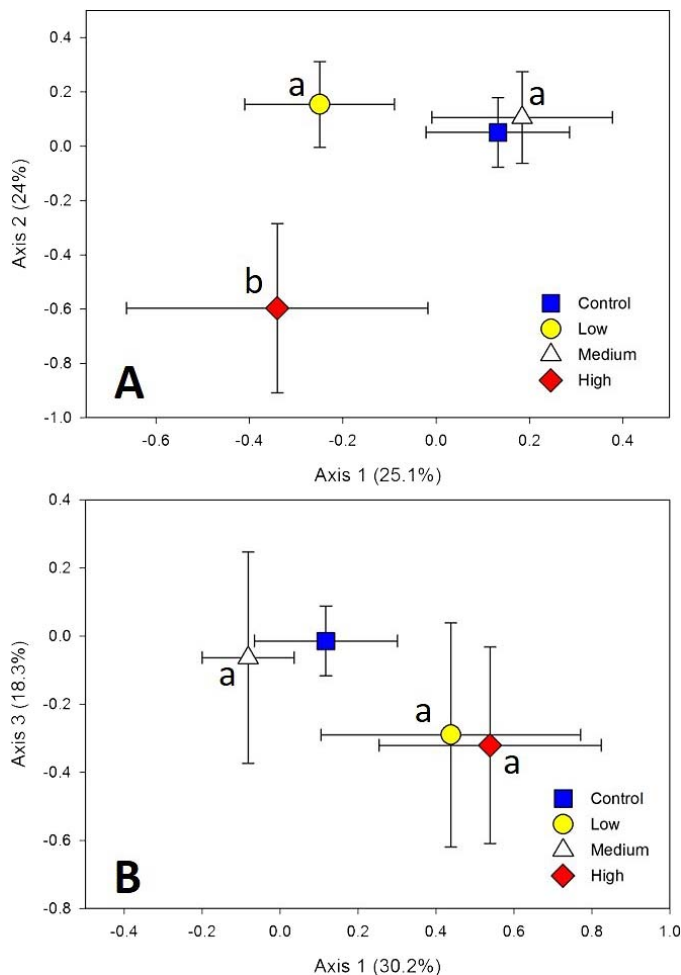 0.4
0.2
0.0
-0.2
-0.4
-0.6
-0.8
-1.0
Axis 2 (24%)
a
a
b
Control
Low
Medium
High
A
-0.6
-0.4
-0.2
0.0
0.2
0.4
Axis 1 (25.1%)
0.4
0.2
0.0
-0.2
-0.4
-0.6
-0.8
Axis 3 (18.3%)
a
a
a
Control
Low
Medium
High
B
-0.4
-0.2
0.0
0.2
0.4
0.6
0.8
1.0
Axis 1 (30.2%)